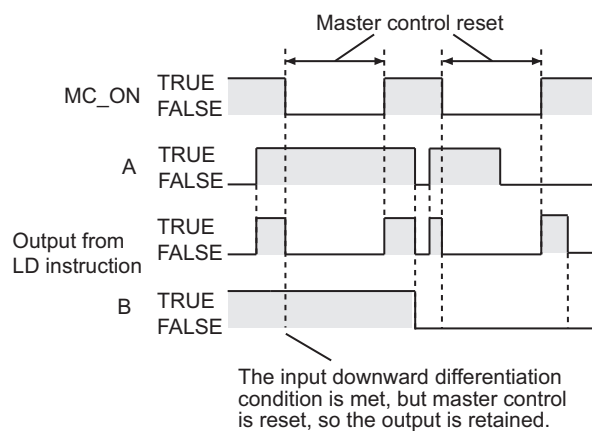 Master control reset
MC_ON
TRUE
FALSE
A
TRUE
FALSE
Output from
LD instruction
TRUE
FALSE
B
TRUE
FALSE
The input downward differentiation
condition is met, but master control
is reset, so the output is retained.